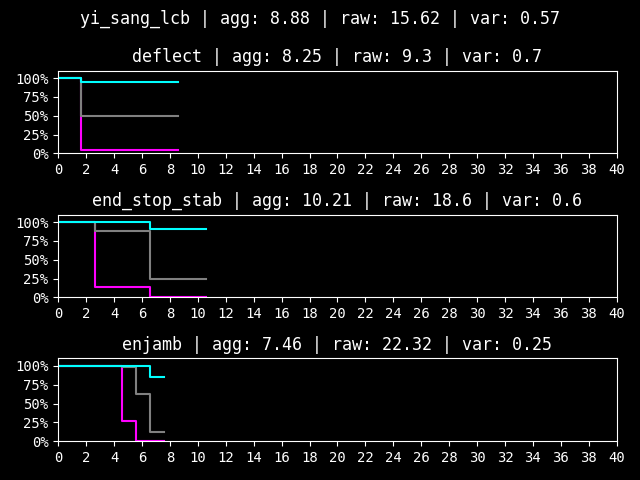 yi_sang_lcb | agg: 8.88 | raw: 15.62 | var: 0.57
deflect | agg: 8.25 | raw: 9.3 | var: 0.7
100%
75%
50%
25%
0%
0 2 4 6 8 10 12 14 16 18 20 22 24 26 28 30 32 34 36 38 40
end_stop_stab | agg: 10.21 | raw: 18.6 | var: 0.6
100%
75%
50%
25%
0%
0 2 4 6 8 10 12 14 16 18 20 22 24 26 28 30 32 34 36 38 40
enjamb | agg: 7.46 | raw: 22.32 | var: 0.25
100%
75%
50%
25%
0%
0 2 4 6 8 10 12 14 16 18 20 22 24 26 28 30 32 34 36 38 40